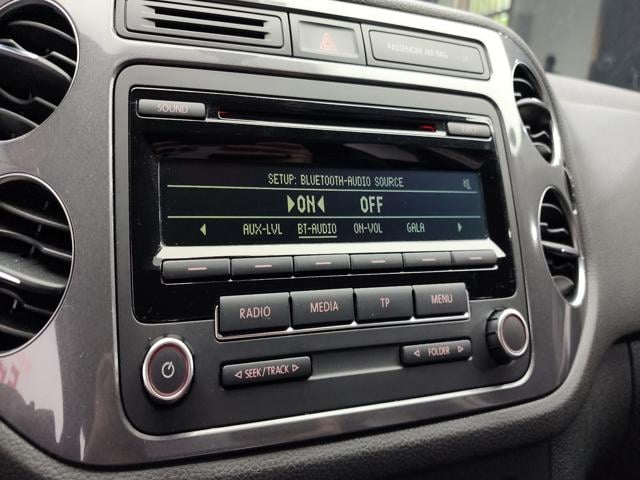 PASSENGER AIR BAG
SOUND
EJECT
SETUP: BLUETOOTH-AUDIO SOURCE
ON OFF
AUX-LVL BT-AUDIO ON-VOL GALA
RADIO MEDIA TP MENU
SEEK/TRACK FOLDER